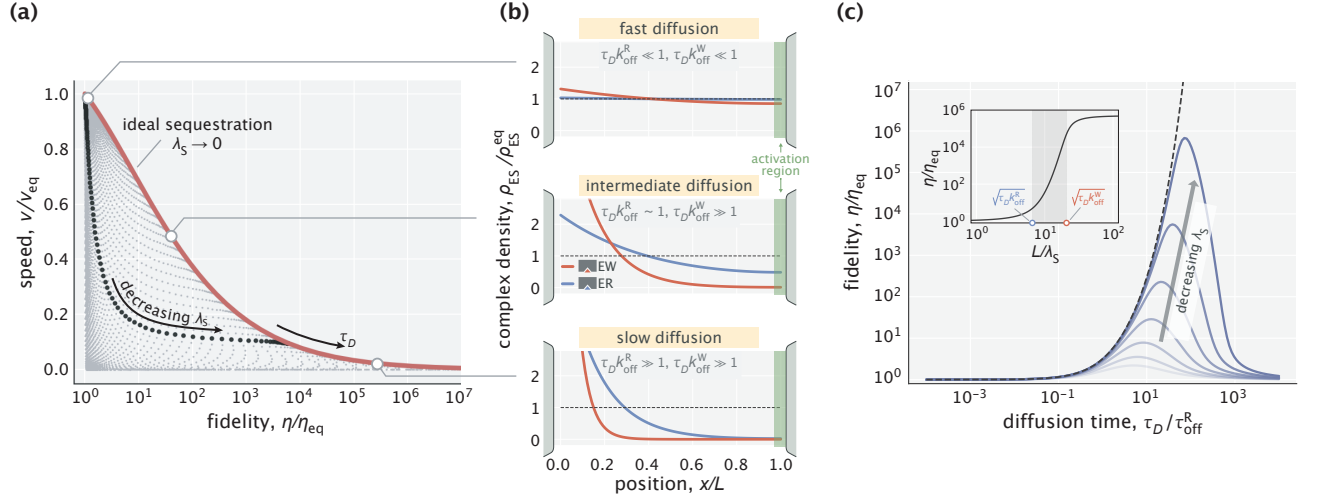 (a)
speed, v/v_eq
1.0
0.8
0.6
0.4
0.2
0.0
ideal sequestration
λ_S → 0
decreasing λ_S
τ_D
10^0 10^1 10^2 10^3 10^4 10^5 10^6 10^7
fidelity, η/η_eq
(b)
complex density, ρ_ES/ρ_ES^eq
fast diffusion
τ_D k_off^R ≪ 1, τ_D k_off^W ≪ 1
2
1
0
activation
region
intermediate diffusion
τ_D k_off^R ∼ 1, τ_D k_off^W ≫ 1
2
1
0
EW
ER
slow diffusion
τ_D k_off^R ≫ 1, τ_D k_off^W ≫ 1
2
1
0
0.0 0.2 0.4 0.6 0.8 1.0
position, x/L
(c)
fidelity, η/η_eq
10^7
10^6
10^5
10^4
10^3
10^2
10^1
10^0
η/η_eq
10^6
10^4
10^2
10^0
√τ_D k_off^R
√τ_D k_off^W
10^0 10^1 10^2
L/λ_S
decreasing λ_S
10^−3 10^−1 10^1 10^3
diffusion time, τ_D/τ_off^R